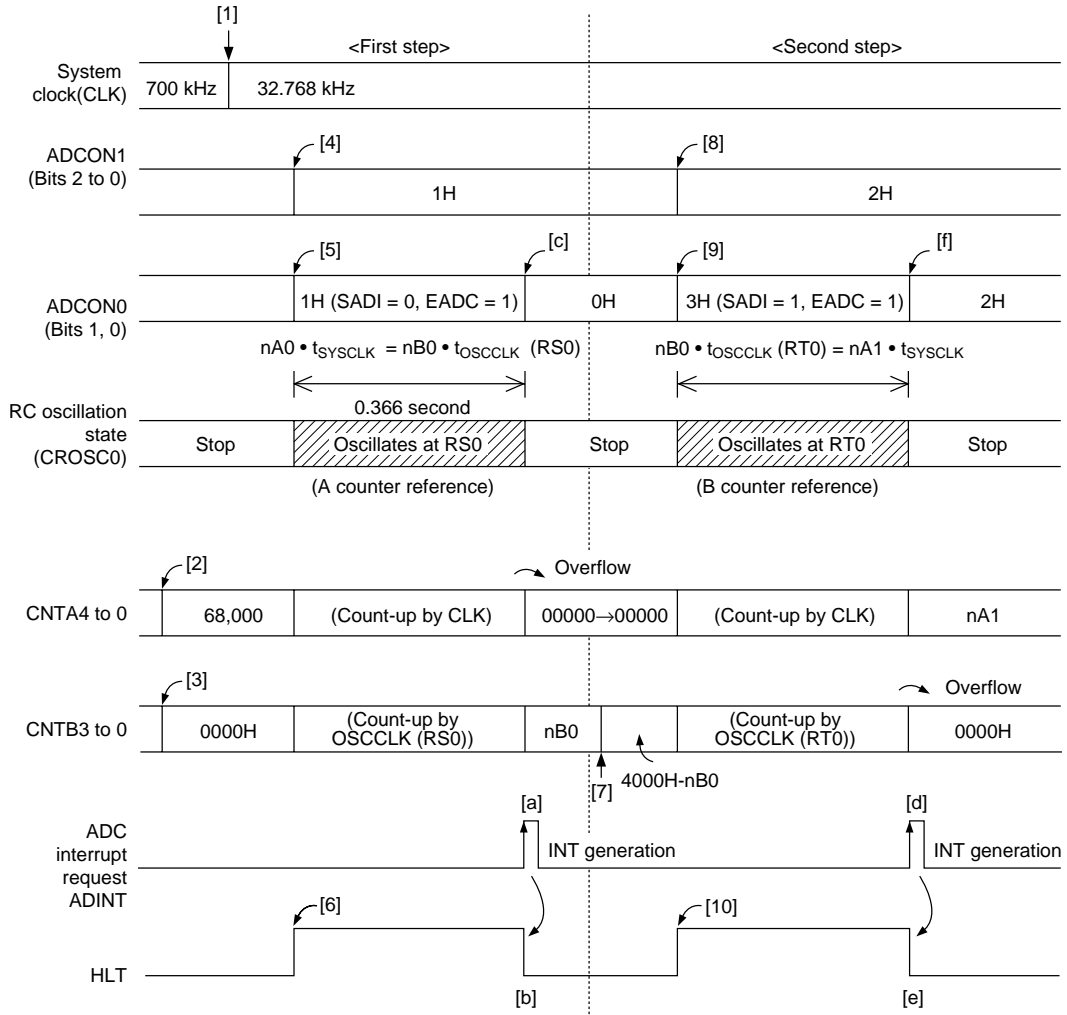 [1]
<First step>
<Second step>
System
clock(CLK)
700 kHz
32.768 kHz
[4]
[8]
ADCON1
(Bits 2 to 0)
1H
2H
[5]
[c]
[9]
[f]
ADCON0
(Bits 1, 0)
1H (SADI = 0, EADC = 1)
0H
3H (SADI = 1, EADC = 1)
2H
nA0 • tSYSCLK = nB0 • tOSCCLK (RS0)
nB0 • tOSCCLK (RT0) = nA1 • tSYSCLK
0.366 second
RC oscillation
state
(CROSC0)
Stop
Oscillates at RS0
Stop
Oscillates at RT0
Stop
(A counter reference)
(B counter reference)
[2]
Overflow
CNTA4 to 0
68,000
(Count-up by CLK)
00000→00000
(Count-up by CLK)
nA1
[3]
Overflow
CNTB3 to 0
0000H
(Count-up by
OSCCLK (RS0))
nB0
(Count-up by
OSCCLK (RT0))
0000H
4000H-nB0
[7]
[a]
[d]
ADC
interrupt
request
ADINT
INT generation
INT generation
[6]
[10]
HLT
[b]
[e]